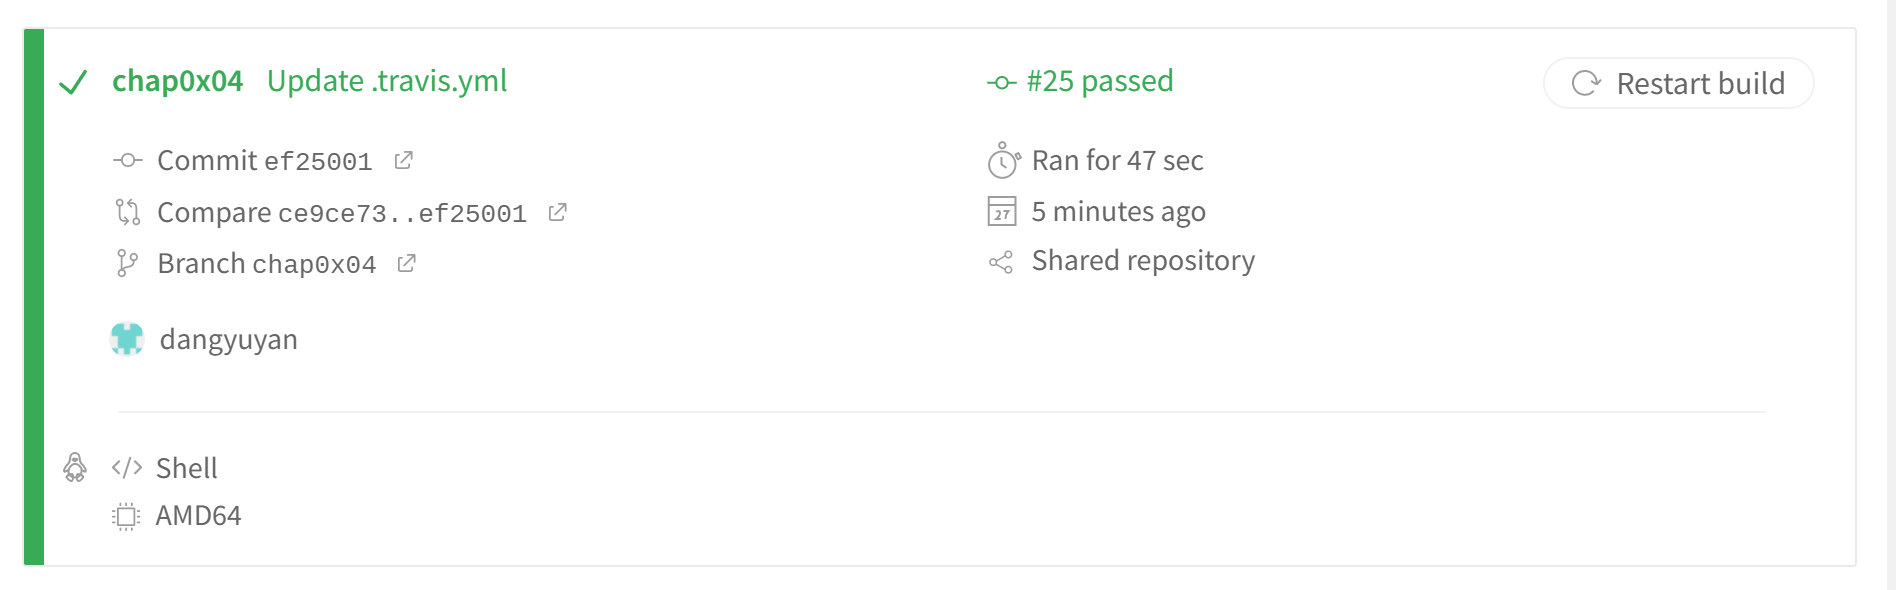 chap0x04 Update .travis.yml
#25 passed
Restart build
Commit ef25001
Compare ce9ce73..ef25001
Branch chap0x04
Ran for 47 sec
27
5 minutes ago
Shared repository
dangyuyan
</> Shell
AMD64